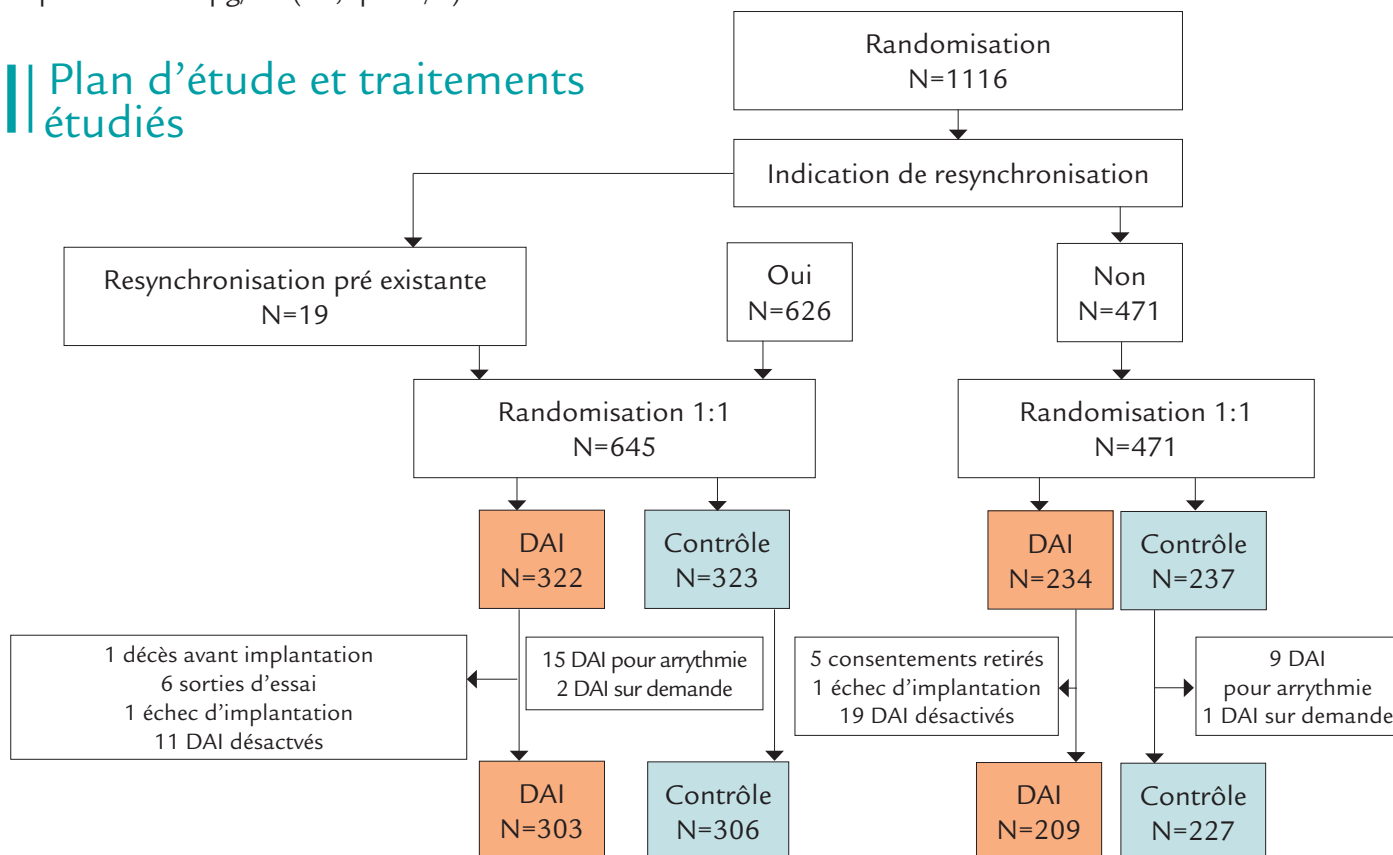 Plan d'étude et traitements
étudiés
Randomisation
N=1116
Indication de resynchronisation
Resynchronisation pré existante
N=19
Oui
N=626
Non
N=471
Randomisation 1:1
N=645
Randomisation 1:1
N=471
DAI
N=322
Contrôle
N=323
DAI
N=234
Contrôle
N=237
1 décès avant implantation
6 sorties d'essai
1 échec d'implantation
11 DAI désactvés
15 DAI pour arrythmie
2 DAI sur demande
5 consentements retirés
1 échec d'implantation
19 DAI désactivés
9 DAI
pour arrythmie
1 DAI sur demande
DAI
N=303
Contrôle
N=306
DAI
N=209
Contrôle
N=227